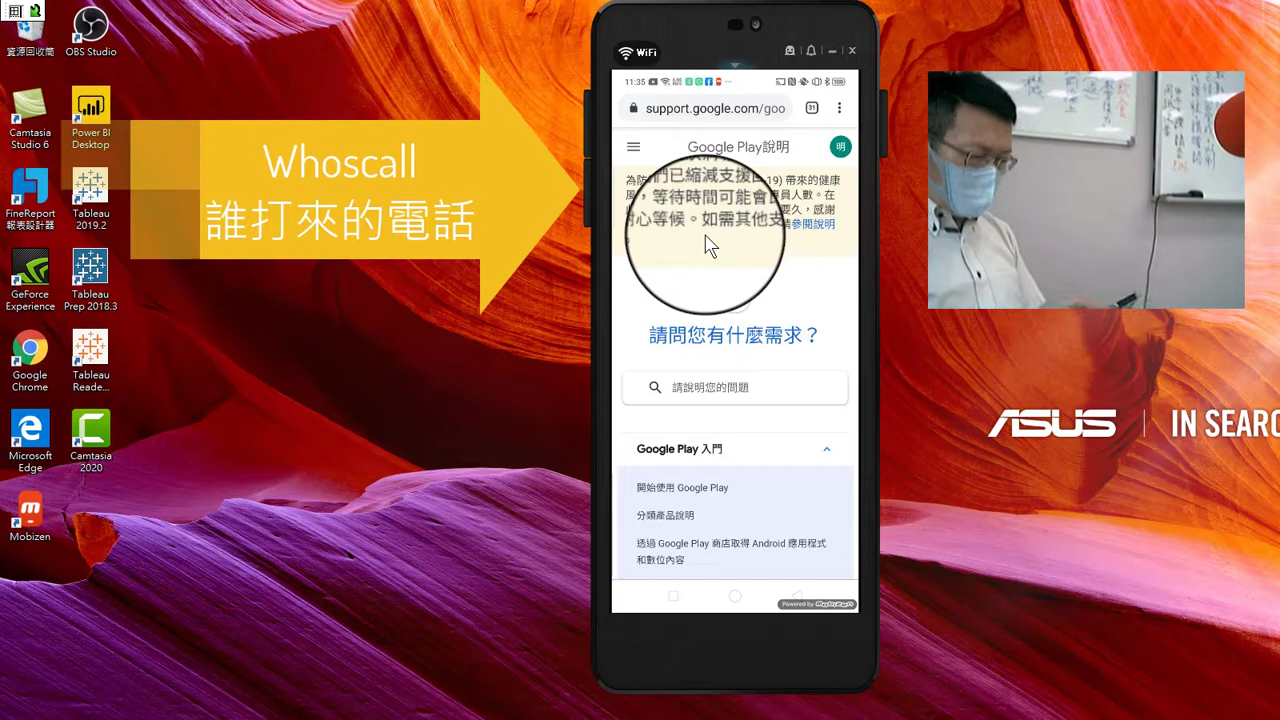 資源回收筒
OBS Studio
Camtasia
Studio 6
Power BI
Desktop
FineReport
報表設計器
Tableau
2019.2
GeForce
Experience
Tableau
Prep 2018.3
Google
Chrome
Tableau
Reade...
Microsoft
Edge
Camtasia
2020
Mobizen
Whoscall
誰打來的電話
WiFi
11:35
100
support.google.com/goo
31
Google Play說明
明
為防
19) 帶來的健康
們已縮減支援
風
，等待時間可能會
專員人數。在
耐心等候。如需其他支
要久，感謝
請參閱說明
請問您有什麼需求？
請說明您的問題
Google Play 入門
開始使用 Google Play
分類產品說明
透過 Google Play 商店取得 Android 應用程式
和數位內容
Powered by
ASUS
IN SEARC